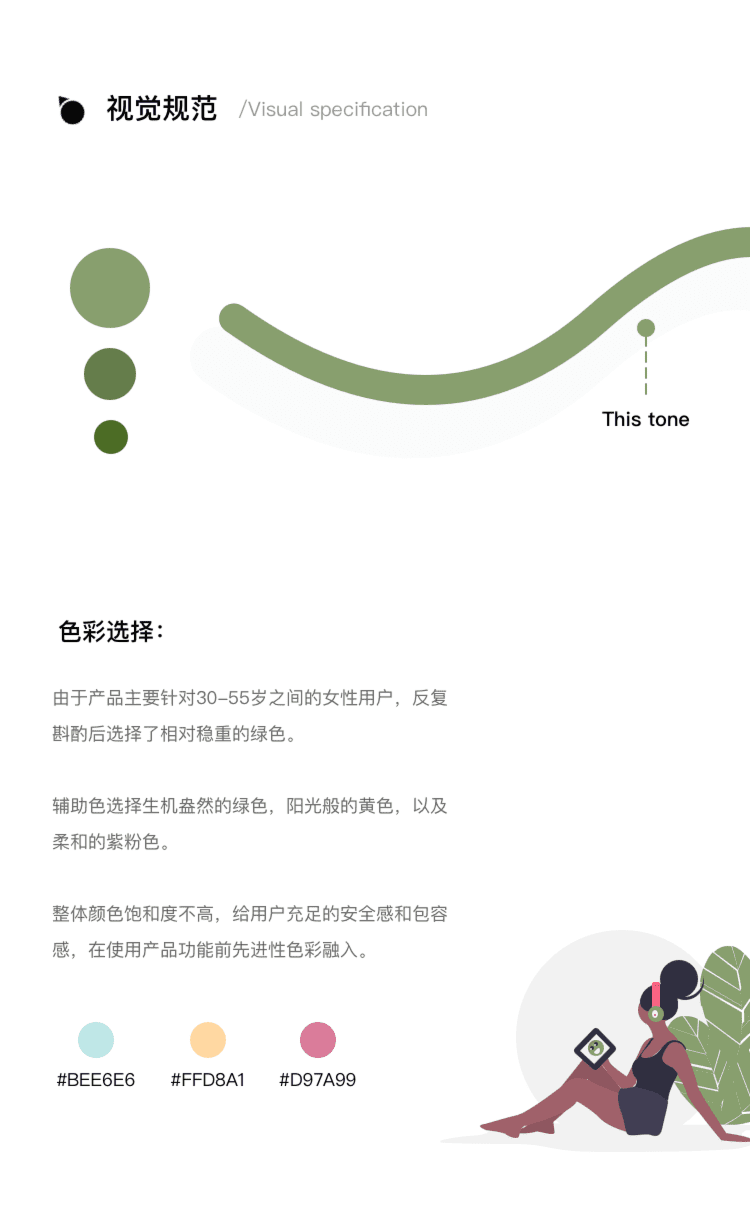 视觉规范 /Visual specification
This tone
色彩选择：
由于产品主要针对30-55岁之间的女性用户，反复
斟酌后选择了相对稳重的绿色。
辅助色选择生机盎然的绿色，阳光般的黄色，以及
柔和的紫粉色。
整体颜色饱和度不高，给用户充足的安全感和包容
感，在使用产品功能前先进性色彩融入。
#BEE6E6 #FFD8A1 #D97A99